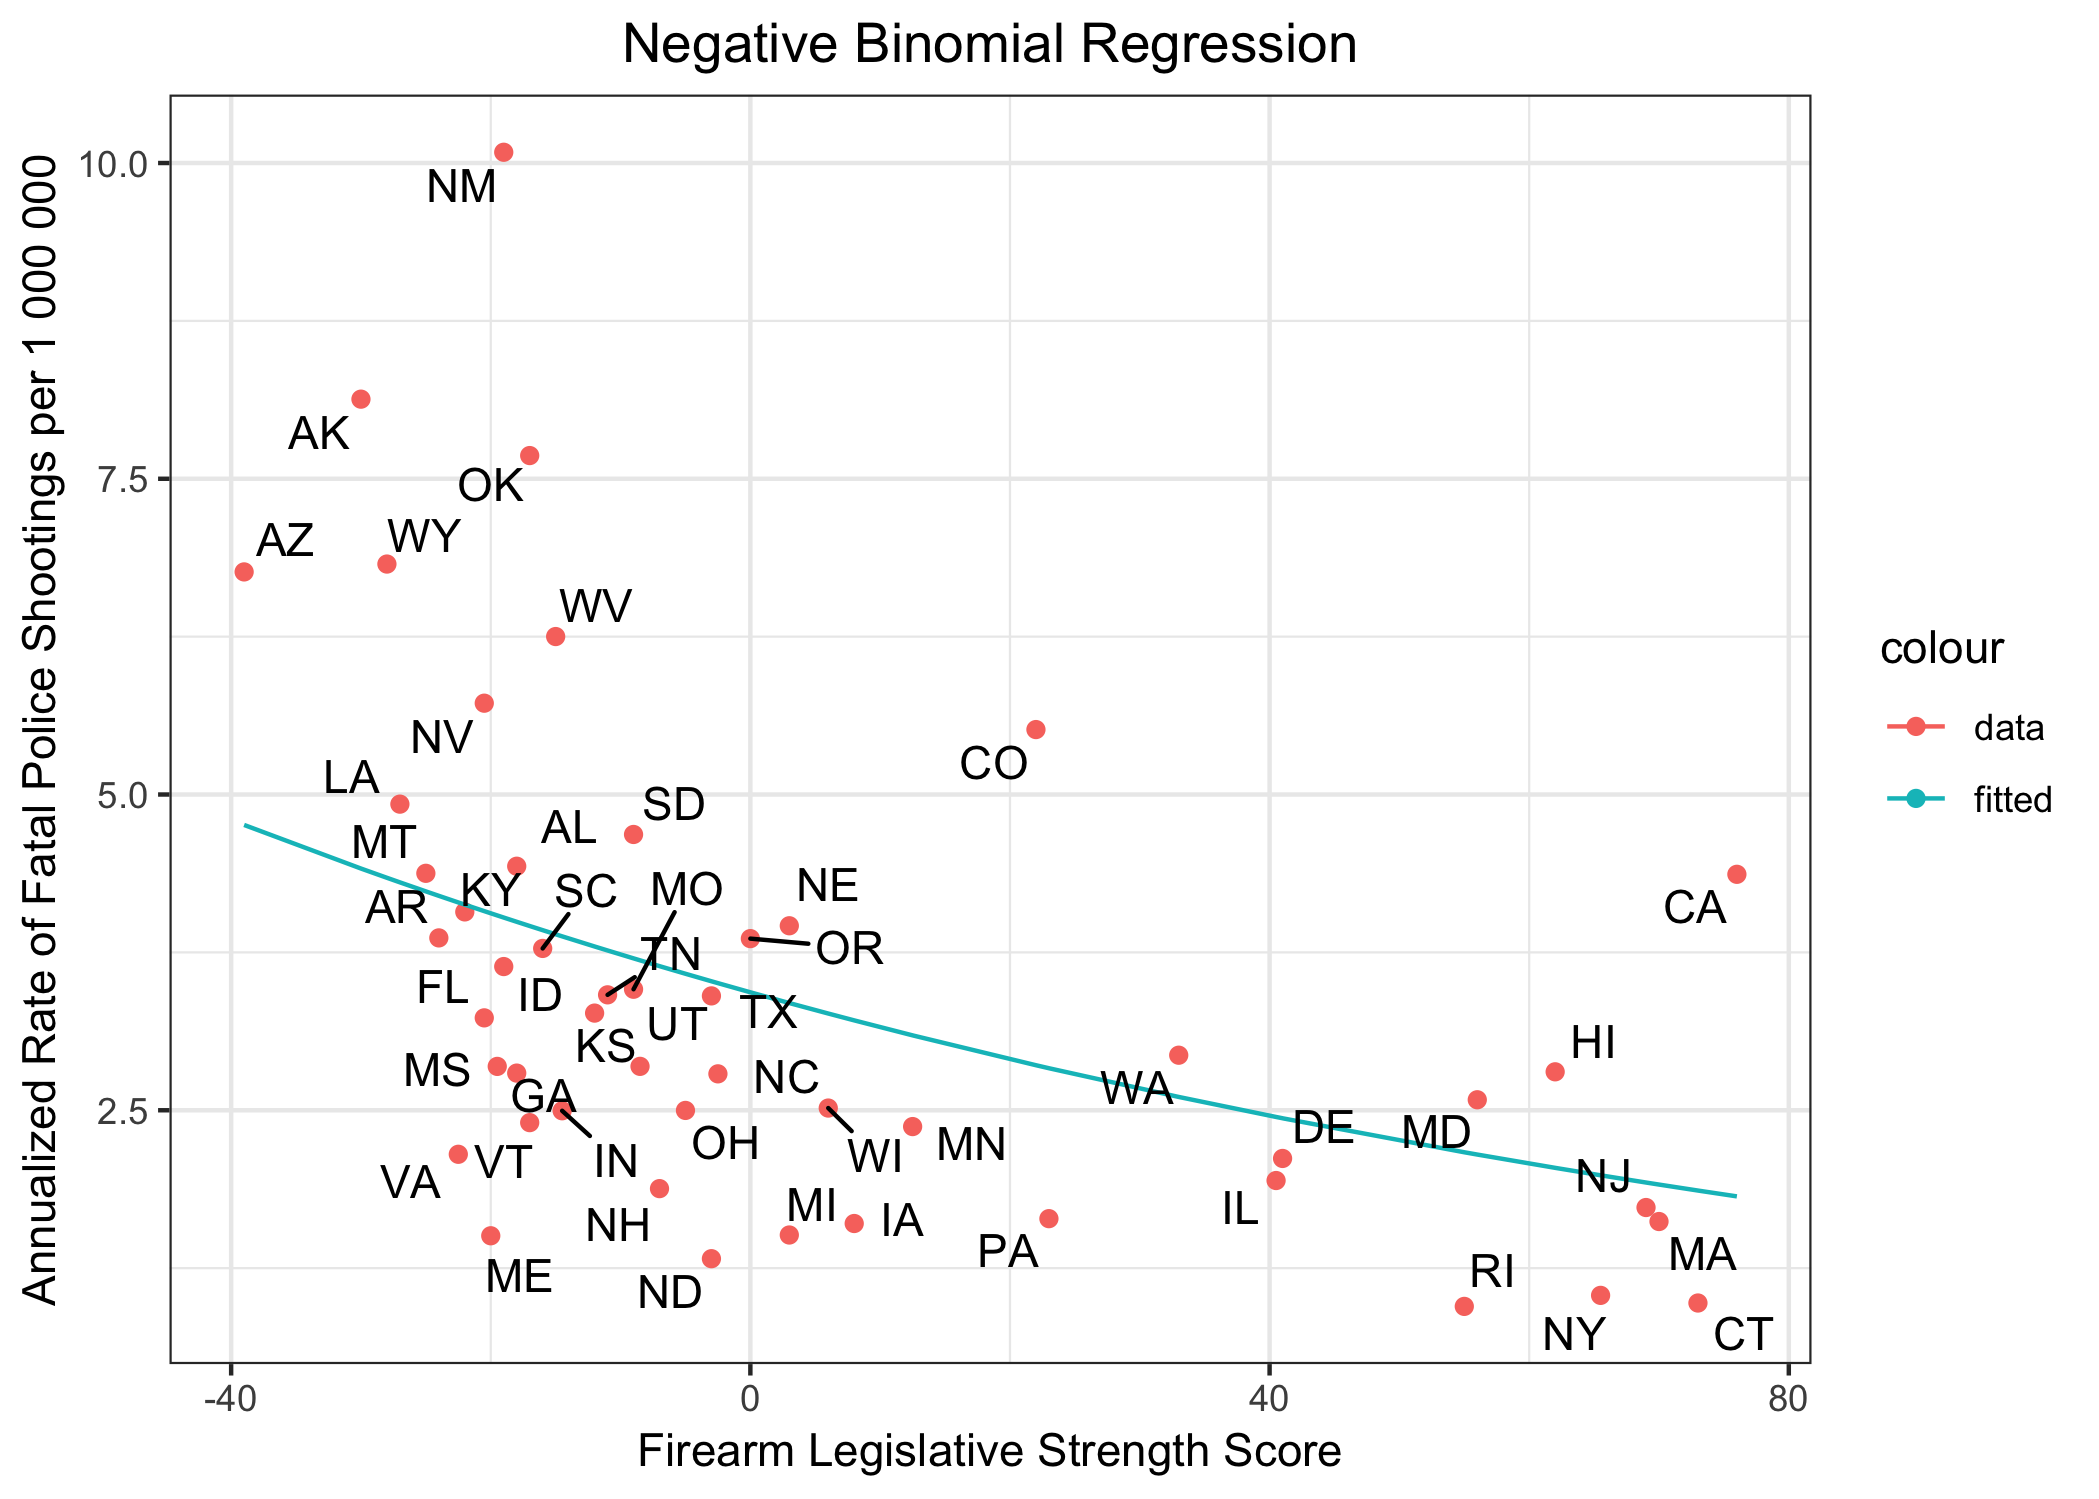 Negative Binomial Regression
Annualized Rate of Fatal Police Shootings per 1 000 000
10.0
7.5
5.0
2.5
NM
AK
OK
AZ
WY
WV
NV
CO
LA
SD
AL
MT
KY
SC
MO
NE
CA
AR
TN
OR
FL
ID
UT
TX
KS
HI
MS
GA
NC
WA
DE
MD
OH
WI
MN
VA
VT
IN
NJ
NH
MI
IA
IL
PA
MA
ME
ND
RI
NY
CT
-40
0
40
80
Firearm Legislative Strength Score
colour
data
fitted